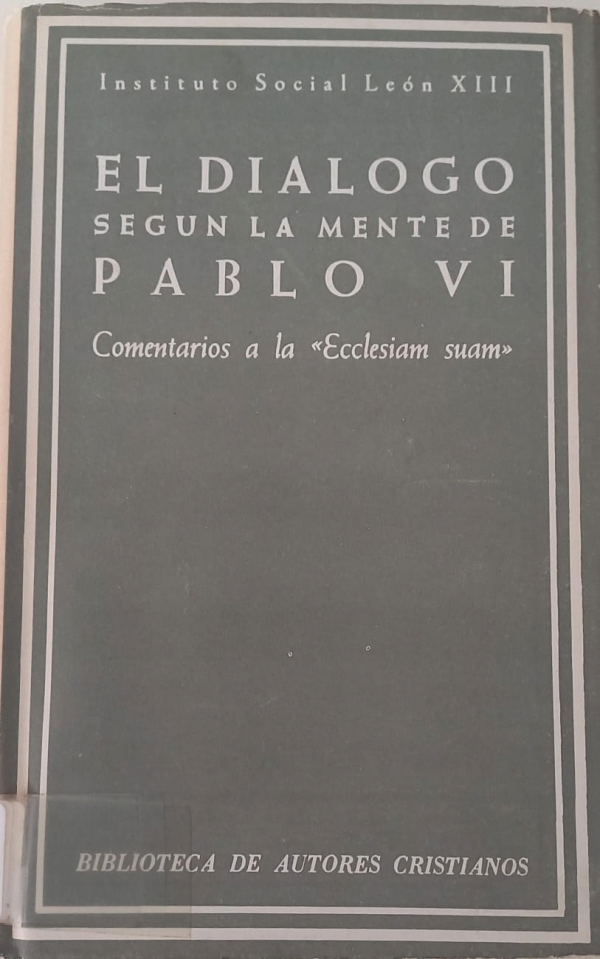 Instituto Social León XIII
EL DIALOGO
SEGUN LA MENTE DE
PABLO VI
Comentarios a la «Ecclesiam suam»
BIBLIOTECA DE AUTORES CRISTIANOS